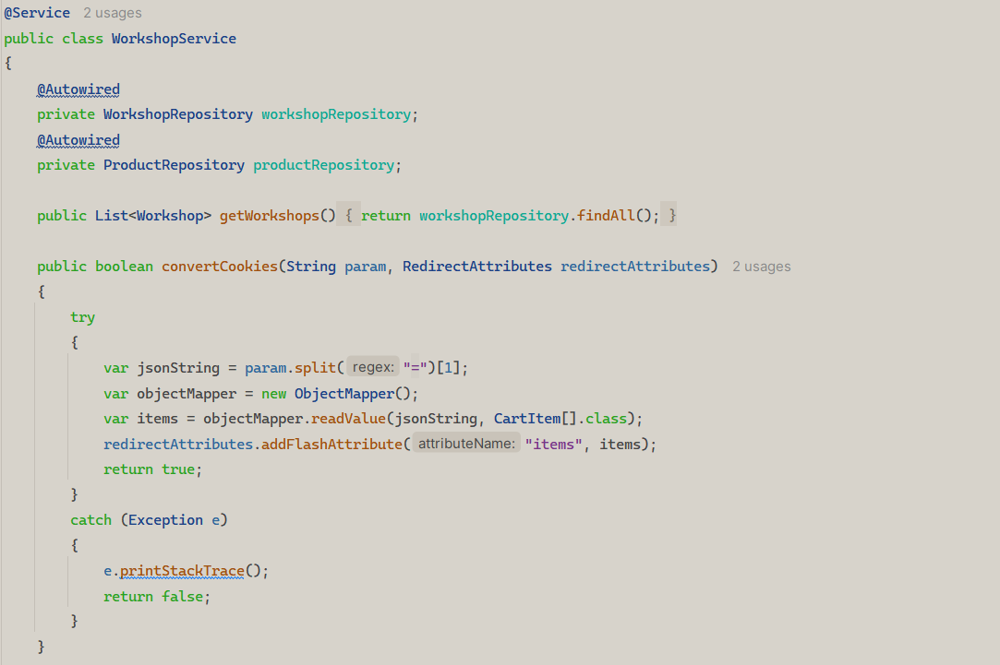 @Service 2 usages
public class WorkshopService
{
@Autowired
private WorkshopRepository workshopRepository;
@Autowired
private ProductRepository productRepository;
public List<Workshop> getWorkshops() { return workshopRepository.findAll(); }
public boolean convertCookies(String param, RedirectAttributes redirectAttributes) 2 usages
{
try
{
var jsonString = param.split( regex: "=")[1];
var objectMapper = new ObjectMapper();
var items = objectMapper.readValue(jsonString, CartItem[].class);
redirectAttributes.addFlashAttribute( attributeName: "items", items);
return true;
}
catch (Exception e)
{
e.printStackTrace();
return false;
}
}